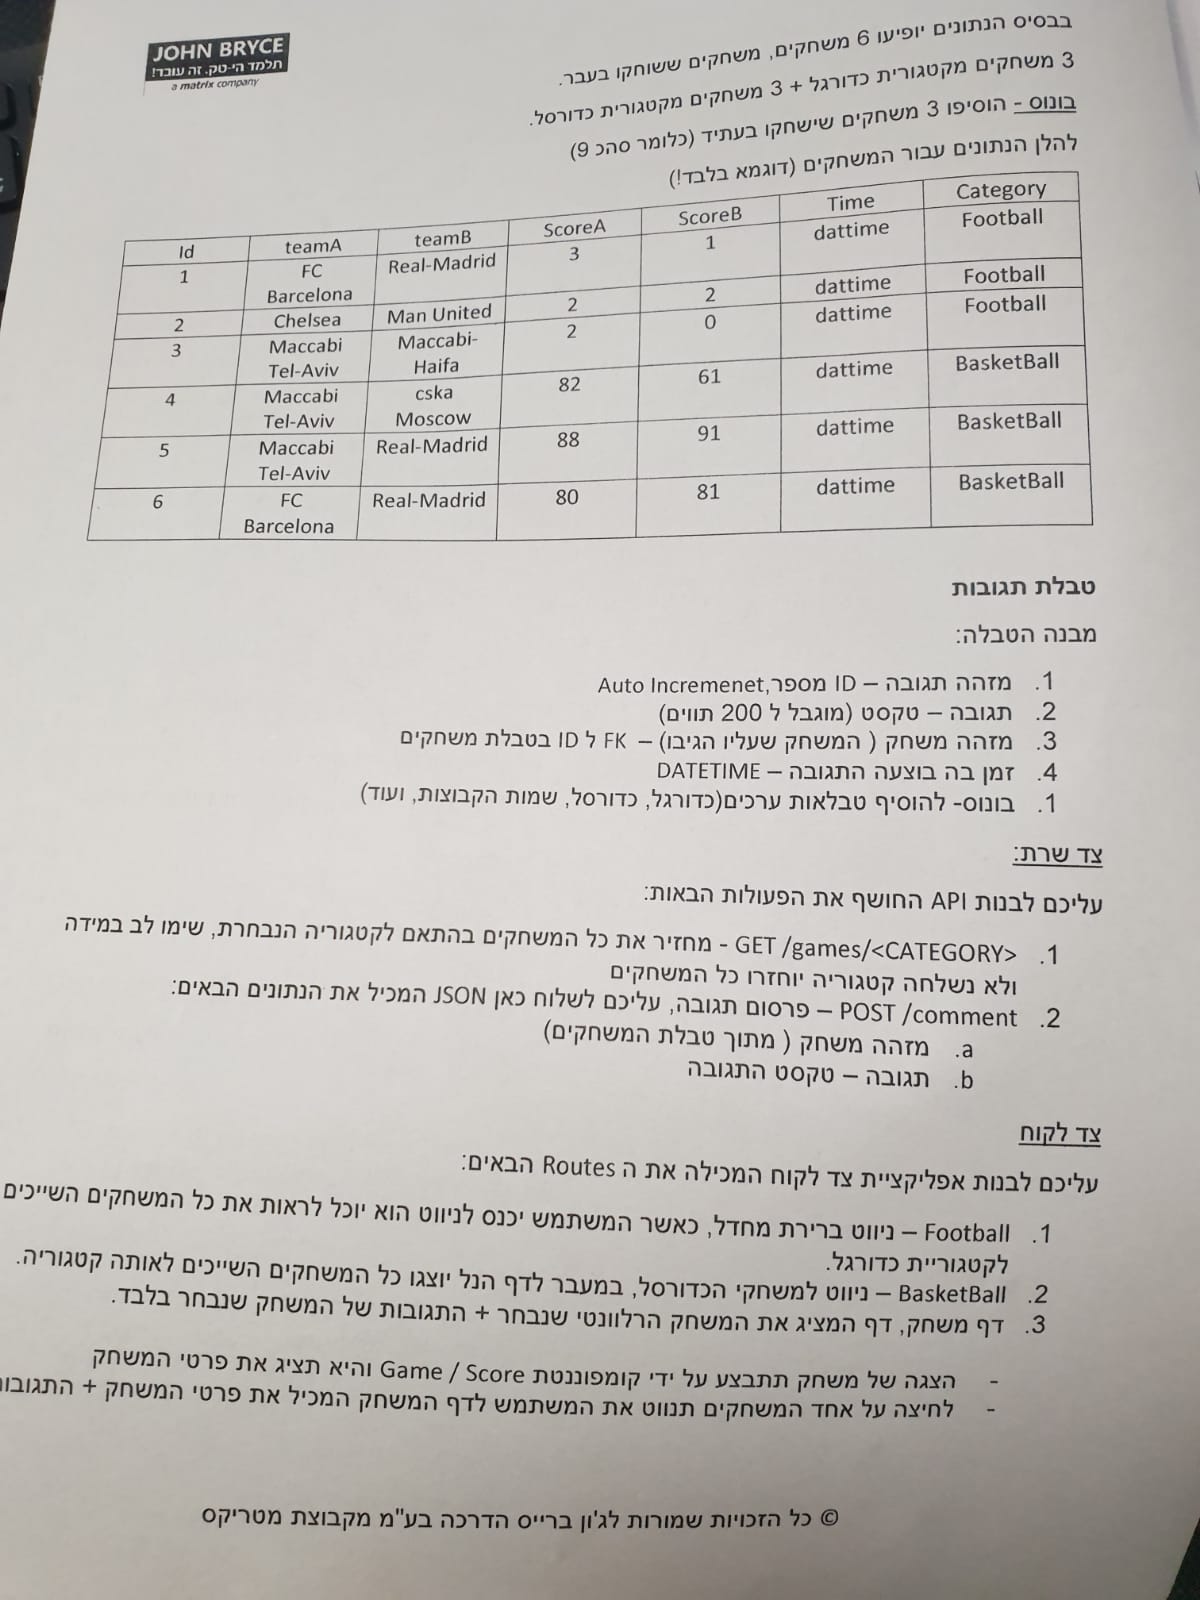 JOHN BRYCE
תלמד הי-טק. זה עובד!
a matrix company
בבסיס הנתונים יופיעו 6 משחקים, משחקים ששוחקו בעבר.
3 משחקים מקטגורית כדורגל + 3 משחקים מקטגורית כדורסל.
בונוס - הוסיפו 3 משחקים שישחקו בעתיד (כלומר סהכ 9)
להלן הנתונים עבור המשחקים (דוגמא בלבד!)
Id teamA teamB ScoreA ScoreB Time Category
1 FC Barcelona Real-Madrid 3 1 dattime Football
2 Chelsea Man United 2 2 dattime Football
3 Maccabi Tel-Aviv Maccabi-Haifa 2 0 dattime Football
4 Maccabi Tel-Aviv cska Moscow 82 61 dattime BasketBall
5 Maccabi Tel-Aviv Real-Madrid 88 91 dattime BasketBall
6 FC Barcelona Real-Madrid 80 81 dattime BasketBall
טבלת תגובות
מבנה הטבלה:
1. מזהה תגובה – ID מספר,Auto Incremenet
2. תגובה – טקסט (מוגבל ל 200 תווים)
3. מזהה משחק ( המשחק שעליו הגיבו) – FK ל ID בטבלת משחקים
4. זמן בה בוצעה התגובה – DATETIME
1. בונוס- להוסיף טבלאות ערכים(כדורגל, כדורסל, שמות הקבוצות, ועוד)
צד שרת:
עליכם לבנות API החושף את הפעולות הבאות:
1. GET /games/<CATEGORY> - מחזיר את כל המשחקים בהתאם לקטגוריה הנבחרת, שימו לב במידה
ולא נשלחה קטגוריה יוחזרו כל המשחקים
2. POST /comment – פרסום תגובה, עליכם לשלוח כאן JSON המכיל את הנתונים הבאים:
a. מזהה משחק ( מתוך טבלת המשחקים)
b. תגובה – טקסט התגובה
צד לקוח
עליכם לבנות אפליקציית צד לקוח המכילה את ה Routes הבאים:
1. Football – ניווט ברירת מחדל, כאשר המשתמש יכנס לניווט הוא יוכל לראות את כל המשחקים השייכים
לקטגוריית כדורגל.
2. BasketBall – ניווט למשחקי הכדורסל, במעבר לדף הנל יוצגו כל המשחקים השייכים לאותה קטגוריה.
3. דף משחק, דף המציג את המשחק הרלוונטי שנבחר + התגובות של המשחק שנבחר בלבד.
- הצגה של משחק תתבצע על ידי קומפוננטת Game / Score והיא תציג את פרטי המשחק
- לחיצה על אחד המשחקים תנווט את המשתמש לדף המשחק המכיל את פרטי המשחק +
© כל הזכויות שמורות לג'ון ברייס הדרכה בע"מ מקבוצת מטריקס